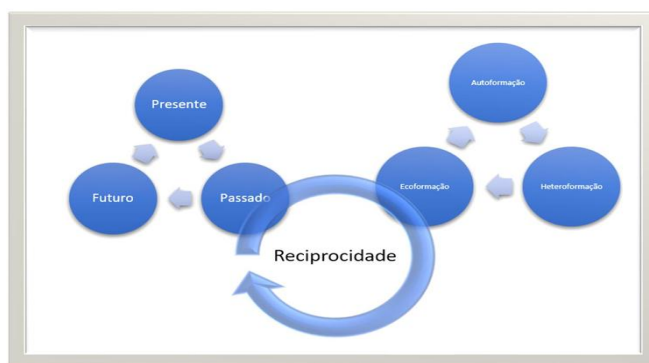 Presente
Futuro
Passado
Autoformação
Ecoformação
Heteroformação
Reciprocidade